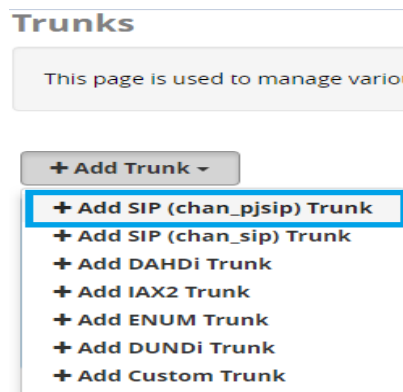 Trunks
This page is used to manage vario
+ Add Trunk
+ Add SIP (chan_pjsip) Trunk
+ Add SIP (chan_sip) Trunk
+ Add DAHDi Trunk
+ Add IAX2 Trunk
+ Add ENUM Trunk
+ Add DUNDi Trunk
+ Add Custom Trunk